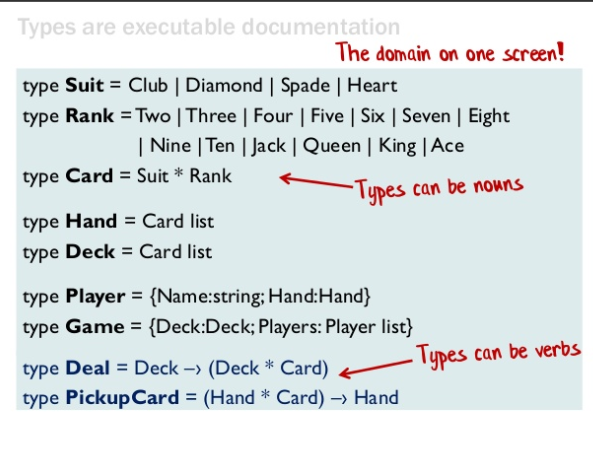 Types are executable documentation
The domain on one screen!
type Suit = Club | Diamond | Spade | Heart
type Rank = Two | Three | Four | Five | Six | Seven | Eight
| Nine | Ten | Jack | Queen | King | Ace
type Card = Suit * Rank
Types can be nouns
type Hand = Card list
type Deck = Card list
type Player = {Name:string; Hand:Hand}
type Game = {Deck:Deck; Players: Player list}
Types can be verbs
type Deal = Deck –› (Deck * Card)
type PickupCard = (Hand * Card) –› Hand